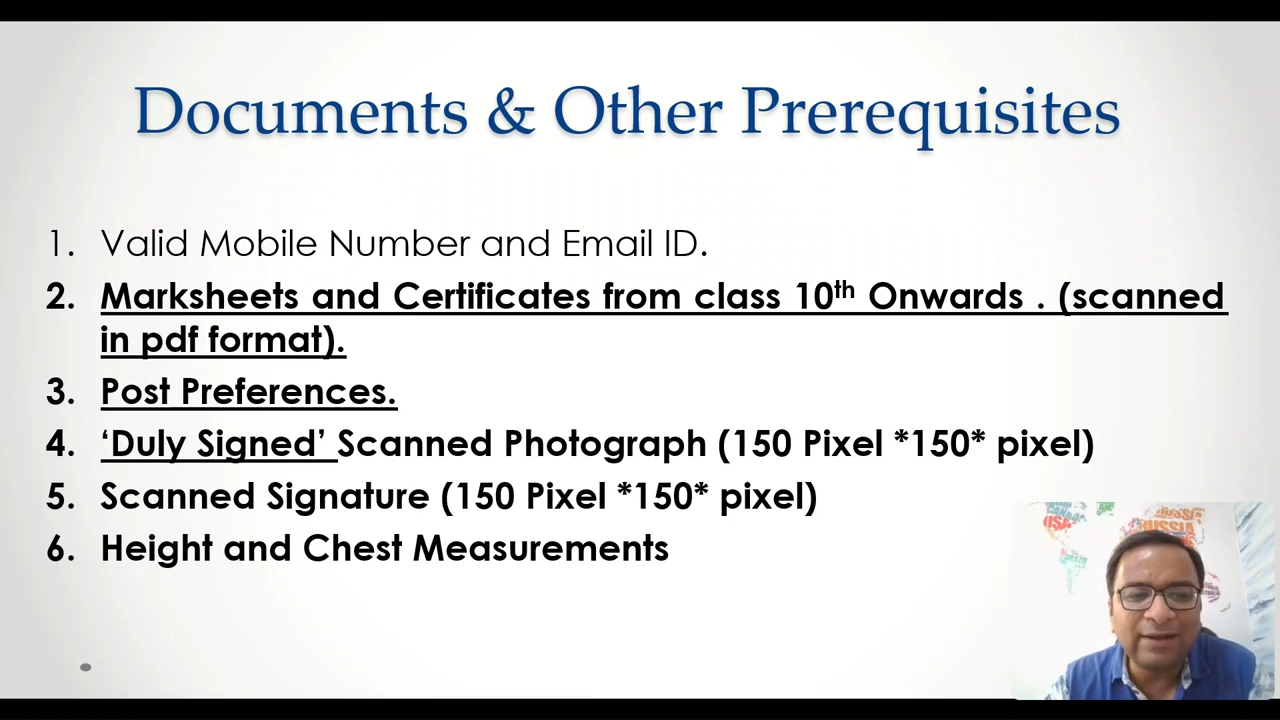 Documents & Other Prerequisites
1. Valid Mobile Number and Email ID.
2. Marksheets and Certificates from class 10th Onwards . (scanned
in pdf format).
3. Post Preferences.
4. ‘Duly Signed’ Scanned Photograph (150 Pixel *150* pixel)
5. Scanned Signature (150 Pixel *150* pixel)
6. Height and Chest Measurements
RUSSIA